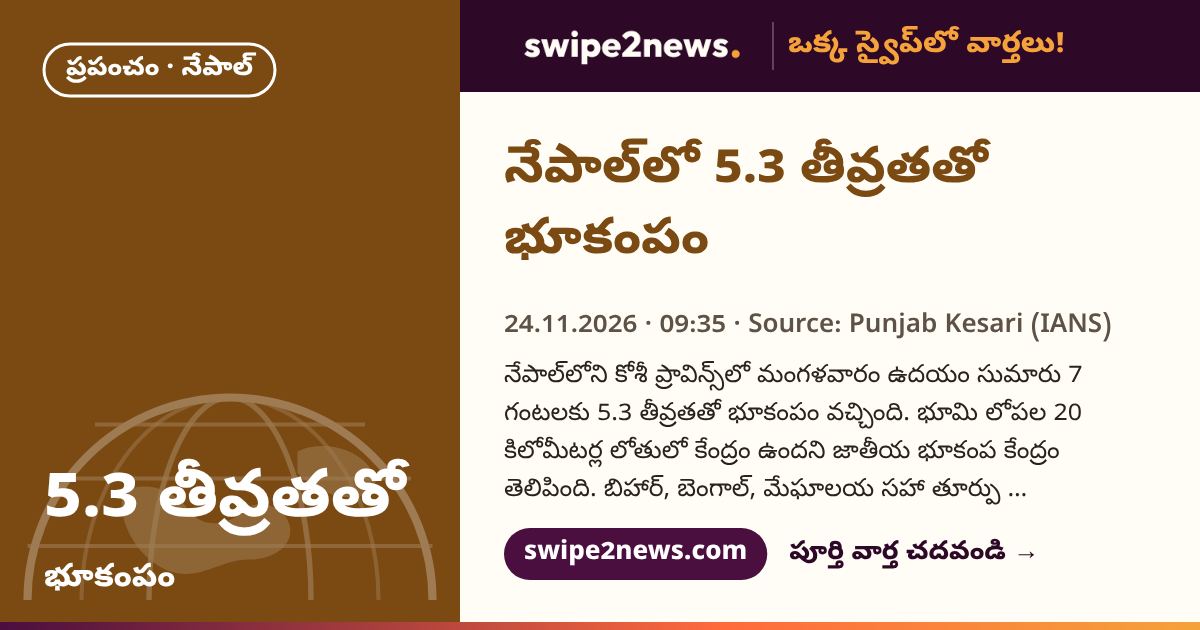 ప్రపంచం · నేపాల్
swipe2news.
ఒక్క స్వైప్‌లో వార్తలు!
నేపాల్‌లో 5.3 తీవ్రతతో
భూకంపం
24.11.2026 · 09:35 · Source: Punjab Kesari (IANS)
నేపాల్‌లోని కోశీ ప్రావిన్స్‌లో మంగళవారం ఉదయం సుమారు 7
గంటలకు 5.3 తీవ్రతతో భూకంపం వచ్చింది. భూమి లోపల 20
కిలోమీటర్ల లోతులో కేంద్రం ఉందని జాతీయ భూకంప కేంద్రం
తెలిపింది. బిహార్, బెంగాల్, మేఘాలయ సహా తూర్పు ...
5.3 తీవ్రతతో
భూకంపం
swipe2news.com
పూర్తి వార్త చదవండి →